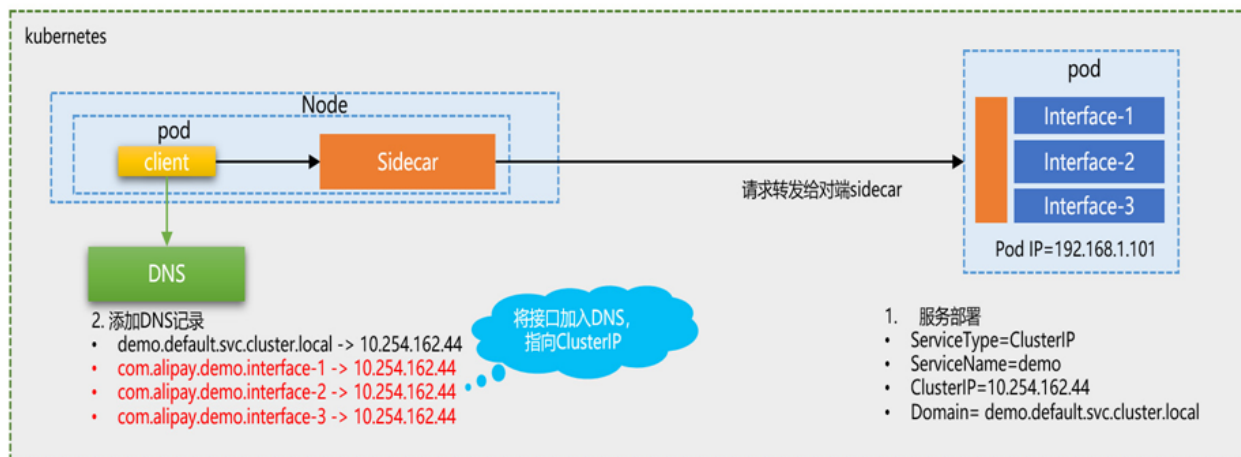 kubernetes
Node
pod
client
Sidecar
DNS
请求转发给对端sidecar
pod
Interface-1
Interface-2
Interface-3
Pod IP=192.168.1.101
2. 添加DNS记录
• demo.default.svc.cluster.local -> 10.254.162.44
• com.alipay.demo.interface-1 -> 10.254.162.44
• com.alipay.demo.interface-2 -> 10.254.162.44
• com.alipay.demo.interface-3 -> 10.254.162.44
将接口加入DNS，
指向ClusterIP
1. 服务部署
• ServiceType=ClusterIP
• ServiceName=demo
• ClusterIP=10.254.162.44
• Domain= demo.default.svc.cluster.local